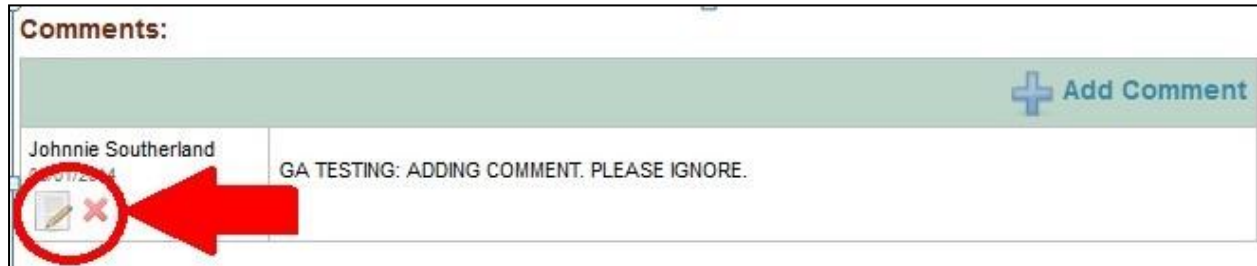 Comments:
Add Comment
Johnnie Southerland
GA TESTING: ADDING COMMENT. PLEASE IGNORE.